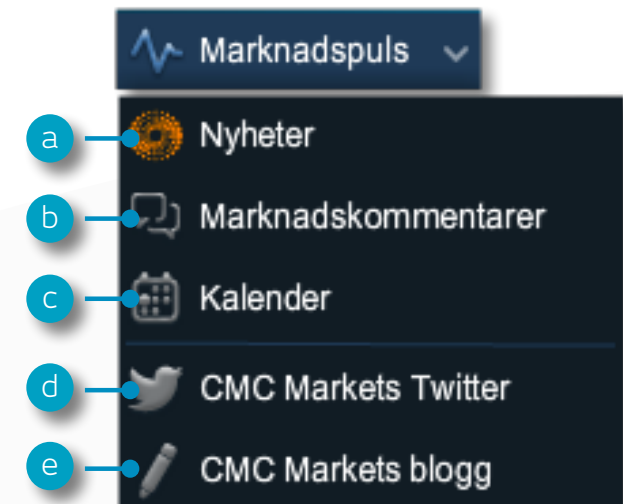 Marknadspuls
a Nyheter
b Marknadskommentarer
c Kalender
d CMC Markets Twitter
e CMC Markets blogg